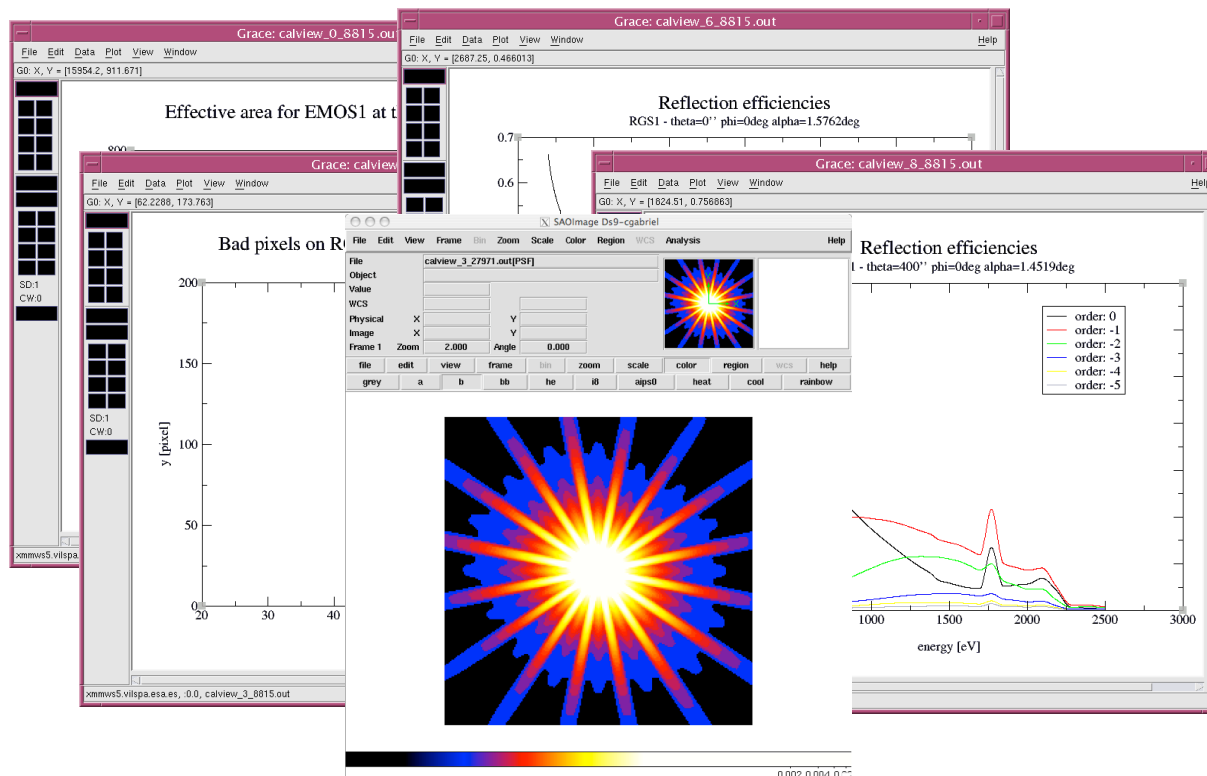 Grace: calview_0_8815.out
File Edit Data Plot View Window
G0: X, Y = [15954.2, 911.671]
Effective area for EMOS1 at t
800
SD:1
CW:0
xmmws5.vilspa.
Grace: calview_6_8815.out
File Edit Data Plot View Window Help
G0: X, Y = [2687.25, 0.466013]
Reflection efficiencies
RGS1 - theta=0'' phi=0deg alpha=1.5762deg
0.7
0.6
Grace: calview_3_8815.out
File Edit Data Plot View Window
G0: X, Y = [62.2288, 173.763]
Bad pixels on RG
200
150
100
50
0
y [pixel]
20 30 40
SD:1
CW:0
xmmws5.vilspa.esa.es, :0.0, calview_3_8815.out
Grace: calview_8_8815.out
File Edit Data Plot View Window Help
G0: X, Y = [1824.51, 0.756863]
Reflection efficiencies
1 - theta=400'' phi=0deg alpha=1.4519deg
order: 0
order: -1
order: -2
order: -3
order: -4
order: -5
1000 1500 2000 2500 3000
energy [eV]
SAOImage Ds9-cgabriel
File Edit View Frame Bin Zoom Scale Color Region WCS Analysis Help
File calview_3_27971.out[PSF]
Object
Value
WCS
Physical X Y
Image X Y
Frame 1 Zoom 2.000 Angle 0.000
file edit view frame bin zoom scale color region wcs help
grey a b bb he i8 aips0 heat cool rainbow
0.002 0.004